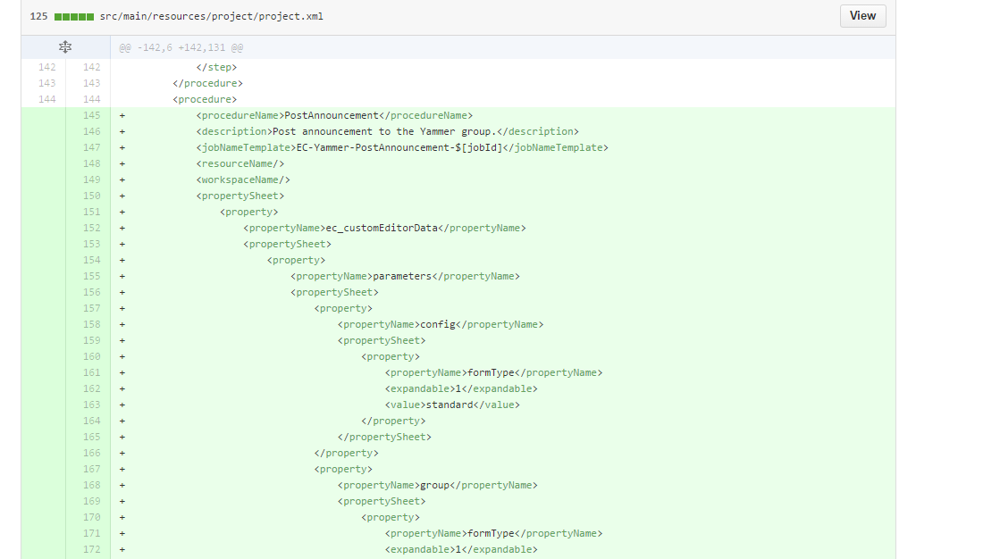 125 src/main/resources/project/project.xml View
@@ -142,6 +142,131 @@
142 142 </step>
143 143 </procedure>
144 144 <procedure>
145 + <procedureName>PostAnnouncement</procedureName>
146 + <description>Post announcement to the Yammer group.</description>
147 + <jobNameTemplate>EC-Yammer-PostAnnouncement-$[jobId]</jobNameTemplate>
148 + <resourceName/>
149 + <workspaceName/>
150 + <propertySheet>
151 + <property>
152 + <propertyName>ec_customEditorData</propertyName>
153 + <propertySheet>
154 + <property>
155 + <propertyName>parameters</propertyName>
156 + <propertySheet>
157 + <property>
158 + <propertyName>config</propertyName>
159 + <propertySheet>
160 + <property>
161 + <propertyName>formType</propertyName>
162 + <expandable>1</expandable>
163 + <value>standard</value>
164 + </property>
165 + </propertySheet>
166 + </property>
167 + <property>
168 + <propertyName>group</propertyName>
169 + <propertySheet>
170 + <property>
171 + <propertyName>formType</propertyName>
172 + <expandable>1</expandable>